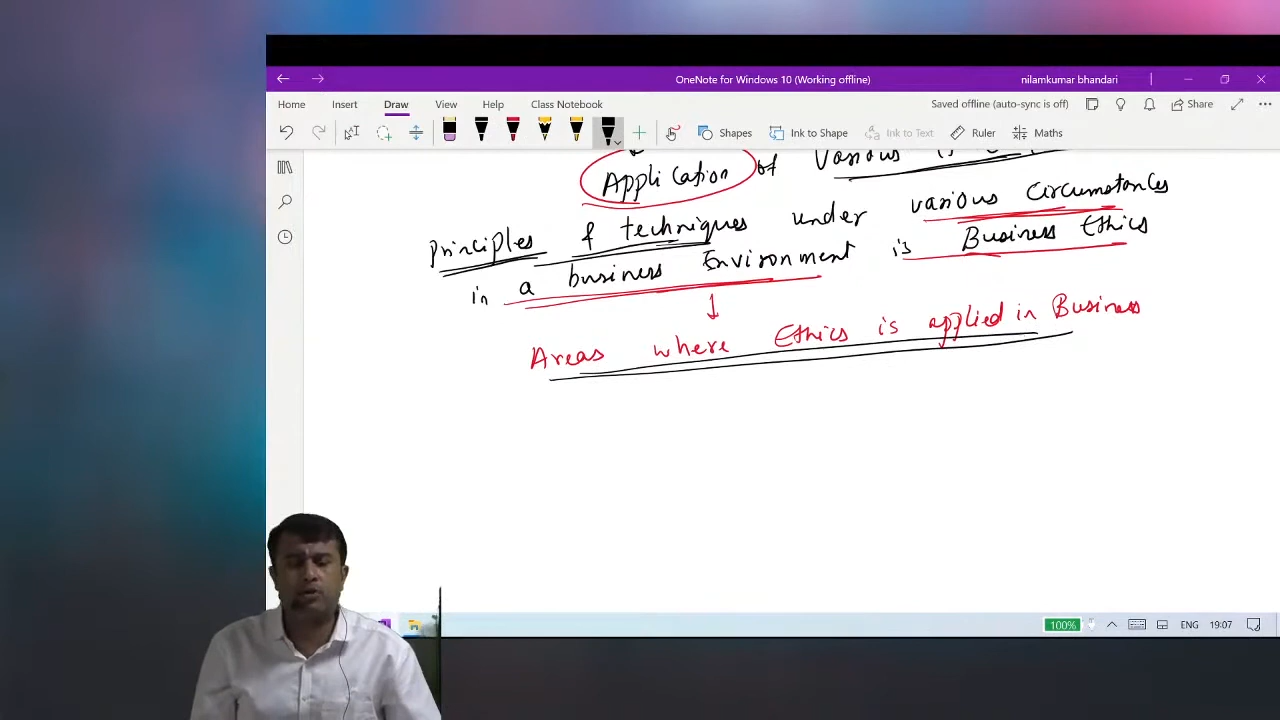 OneNote for Windows 10 (Working offline)
nilamkumar bhandari
Home Insert Draw View Help Class Notebook
Saved offline (auto-sync is off)
Share
Shapes
Ink to Shape
Ink to Text
Ruler
Maths
Application of Various
Principles & techniques under various Circumstances
in a business Environment is Business Ethics
Areas where Ethics is applied in Business
100%
ENG
19:07